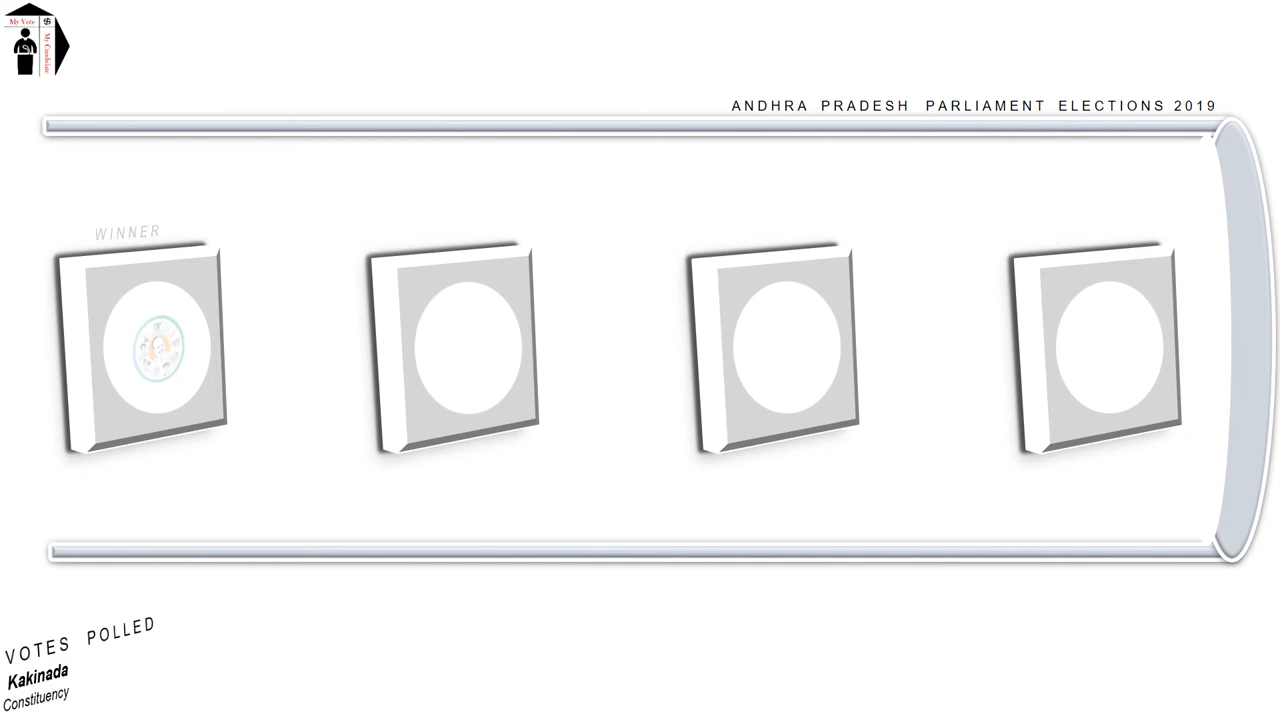 My Vote
My Candidate
ANDHRA PRADESH PARLIAMENT ELECTIONS 2019
WINNER
VOTES POLLED
Kakinada
Constituency